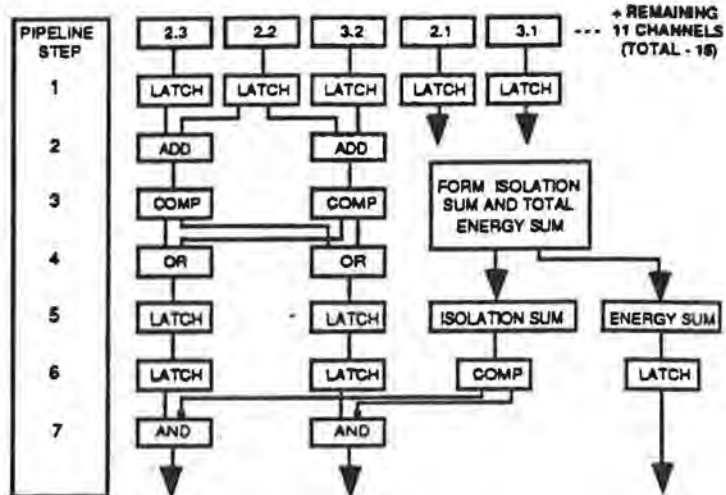 PIPELINE STEP
2.3 2.2 3.2 2.1 3.1 --- + REMAINING
11 CHANNELS
(TOTAL - 16)
1 LATCH LATCH LATCH LATCH LATCH
2 ADD ADD
3 COMP COMP
FORM ISOLATION
SUM AND TOTAL
ENERGY SUM
4 OR OR
5 LATCH LATCH ISOLATION SUM ENERGY SUM
6 LATCH LATCH COMP LATCH
7 AND AND